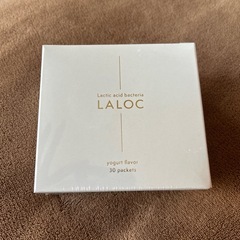 Lactic acid bacteria
LALOC
yogurt flavor
30 packets